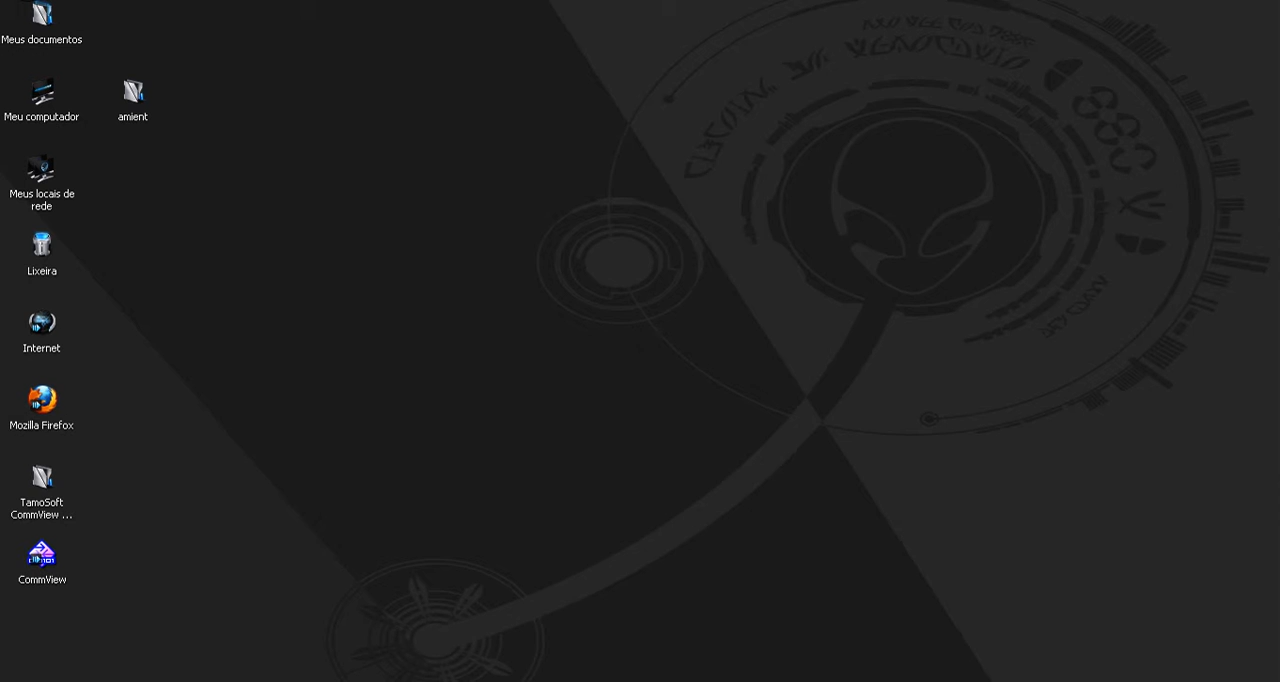 Meus documentos
Meu computador
amient
Meus locais de
rede
Lixeira
Internet
Mozilla Firefox
TamoSoft
CommView ...
CommView